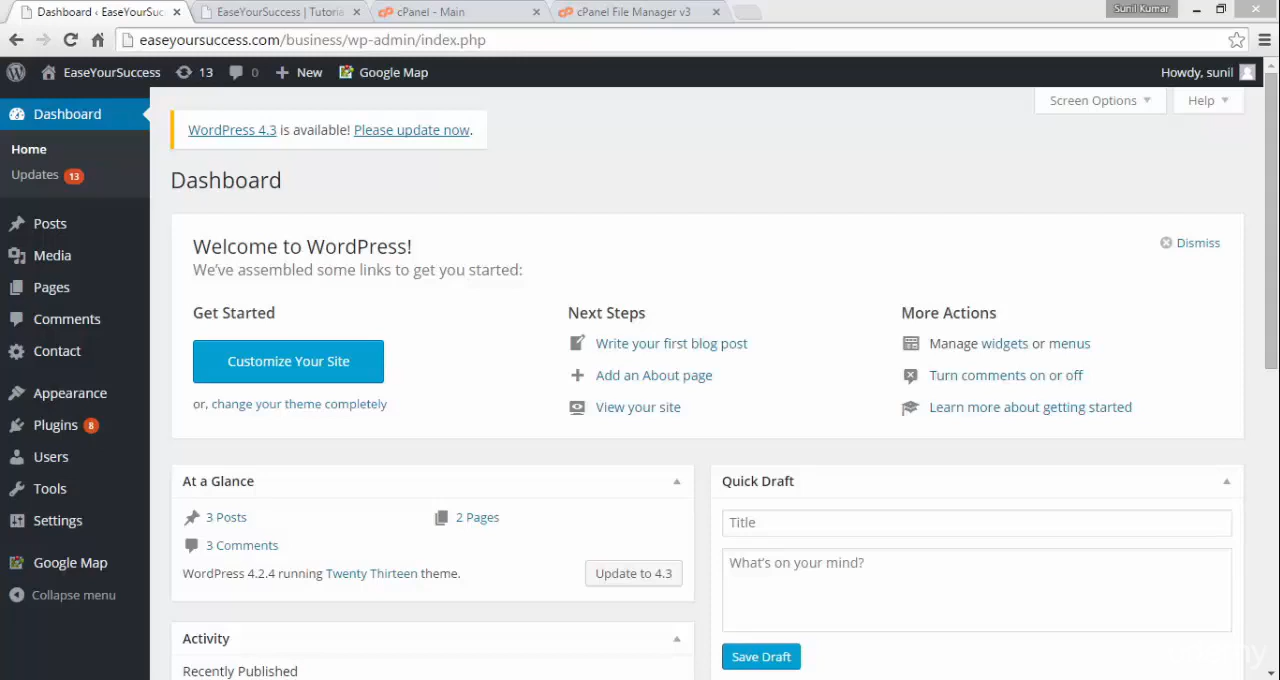 Dashboard ‹ EaseYourSuc
EaseYourSuccess | Tutoria
cPanel - Main
cPanel File Manager v3
Sunil Kumar
easeyoursuccess.com/business/wp-admin/index.php
EaseYourSuccess 13 0 New Google Map Howdy, sunil
Dashboard
Home
Updates 13
Posts
Media
Pages
Comments
Contact
Appearance
Plugins 8
Users
Tools
Settings
Google Map
Collapse menu
Screen Options Help
WordPress 4.3 is available! Please update now.
Dashboard
Welcome to WordPress!
We've assembled some links to get you started:
Dismiss
Get Started
Customize Your Site
or, change your theme completely
Next Steps
Write your first blog post
Add an About page
View your site
More Actions
Manage widgets or menus
Turn comments on or off
Learn more about getting started
At a Glance
3 Posts 2 Pages
3 Comments
WordPress 4.2.4 running Twenty Thirteen theme. Update to 4.3
Activity
Recently Published
Quick Draft
Title
What's on your mind?
Save Draft